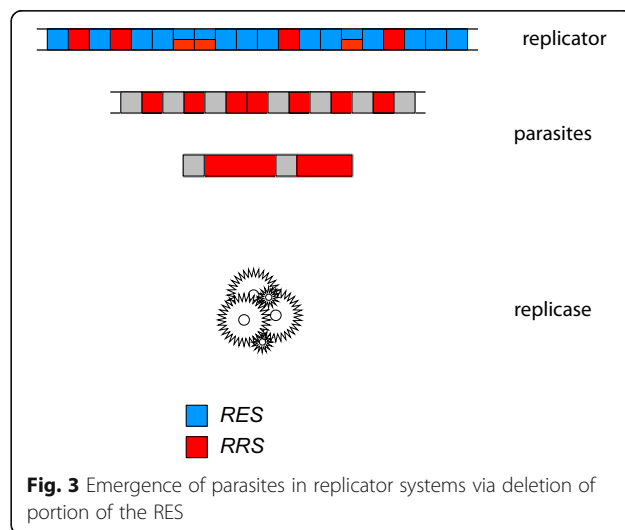 replicator
parasites
replicase
RES
RRS
Fig. 3 Emergence of parasites in replicator systems via deletion of
portion of the RES